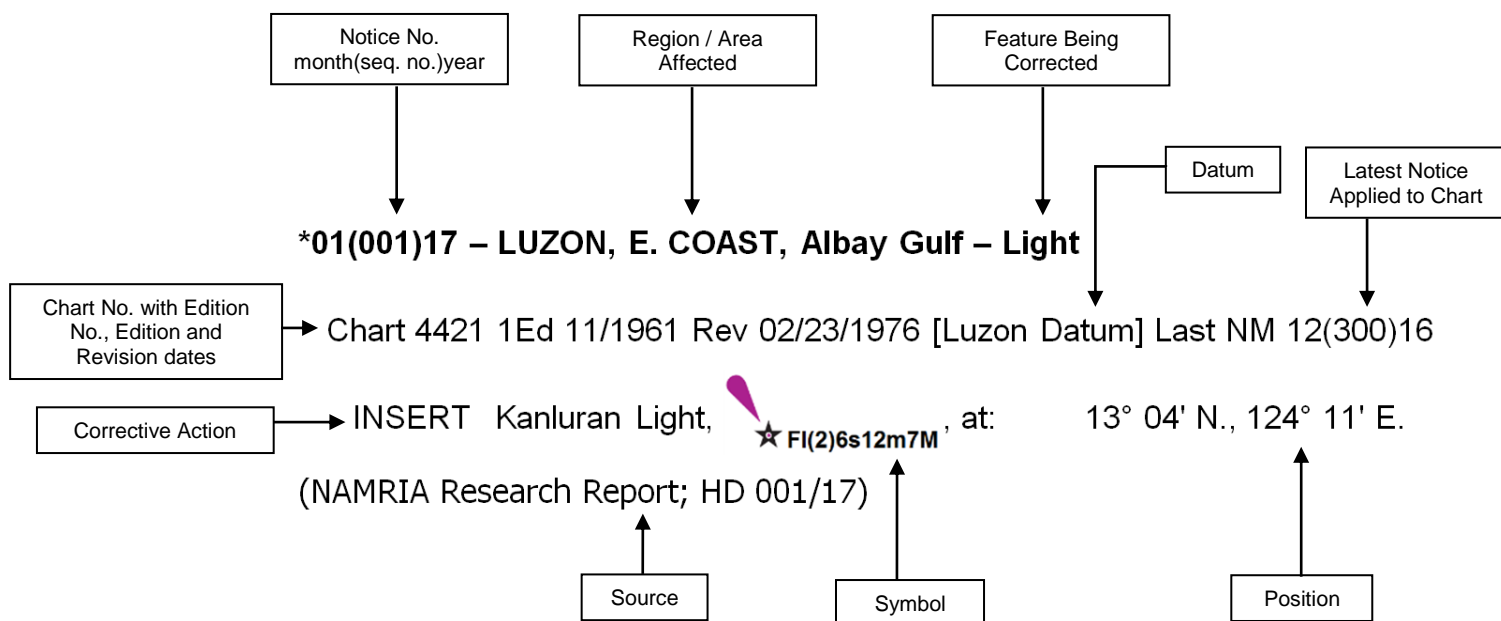 Notice No.
month(seq. no.)year
Region / Area
Affected
Feature Being
Corrected
Datum
Latest Notice
Applied to Chart
*01(001)17 – LUZON, E. COAST, Albay Gulf – Light
Chart No. with Edition
No., Edition and
Revision dates
Chart 4421 1Ed 11/1961 Rev 02/23/1976 [Luzon Datum] Last NM 12(300)16
Corrective Action
INSERT Kanluran Light, Fl(2)6s12m7M , at: 13° 04' N., 124° 11' E.
(NAMRIA Research Report; HD 001/17)
Source
Symbol
Position